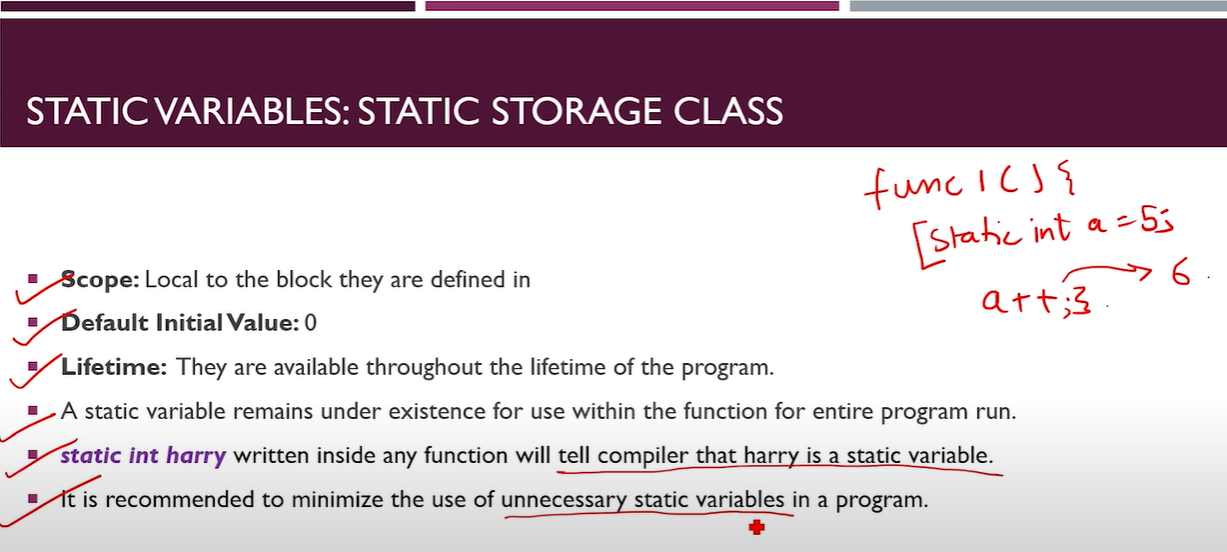 STATIC VARIABLES: STATIC STORAGE CLASS
func1() {
[static int a = 5;
a++;} → 6
Scope: Local to the block they are defined in
Default Initial Value: 0
Lifetime: They are available throughout the lifetime of the program.
A static variable remains under existence for use within the function for entire program run.
static int harry written inside any function will tell compiler that harry is a static variable.
It is recommended to minimize the use of unnecessary static variables in a program.